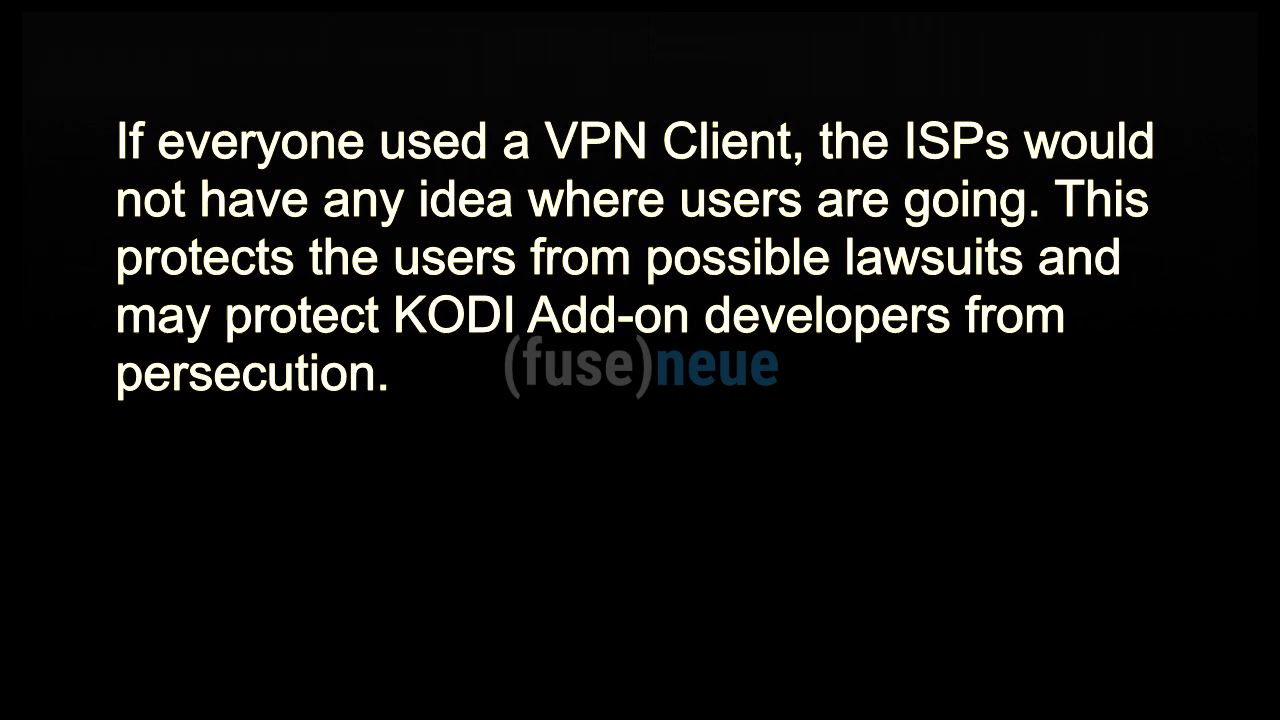 If everyone used a VPN Client, the ISPs would
not have any idea where users are going. This
protects the users from possible lawsuits and
may protect KODI Add-on developers from
persecution.
(fuse)neue